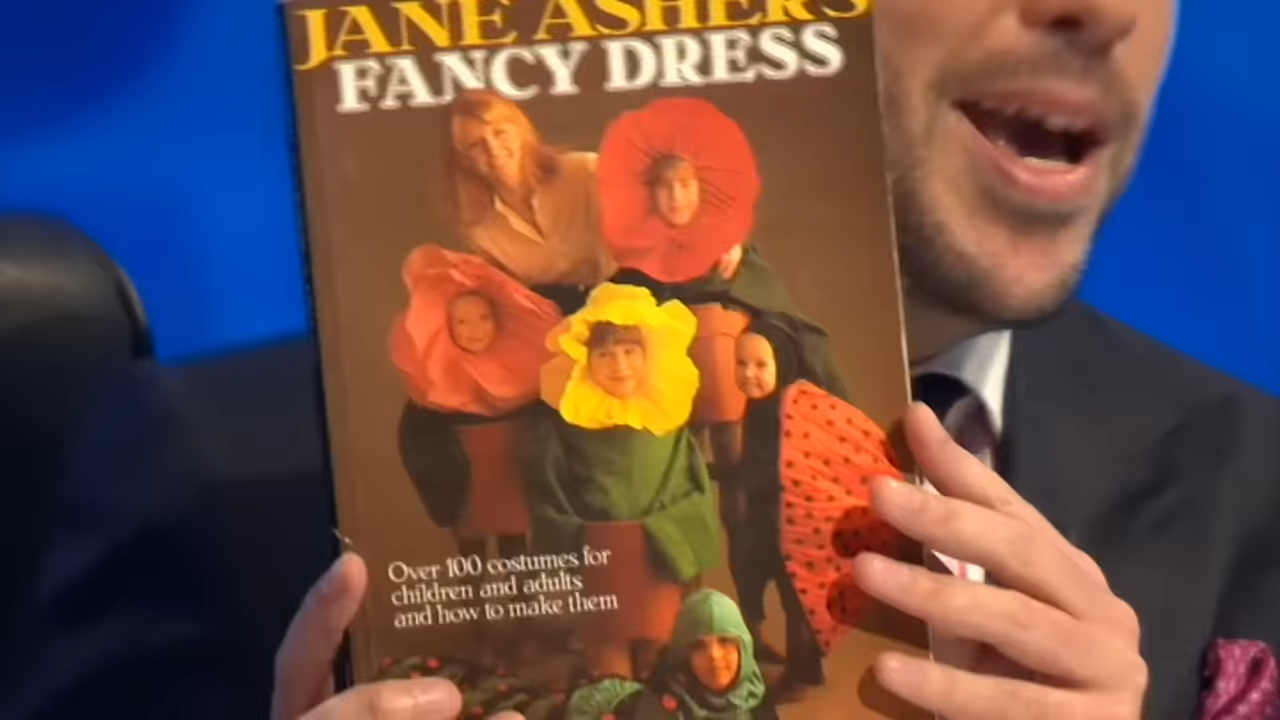 JANE ASHER'S
FANCY DRESS
Over 100 costumes for
children and adults
and how to make them